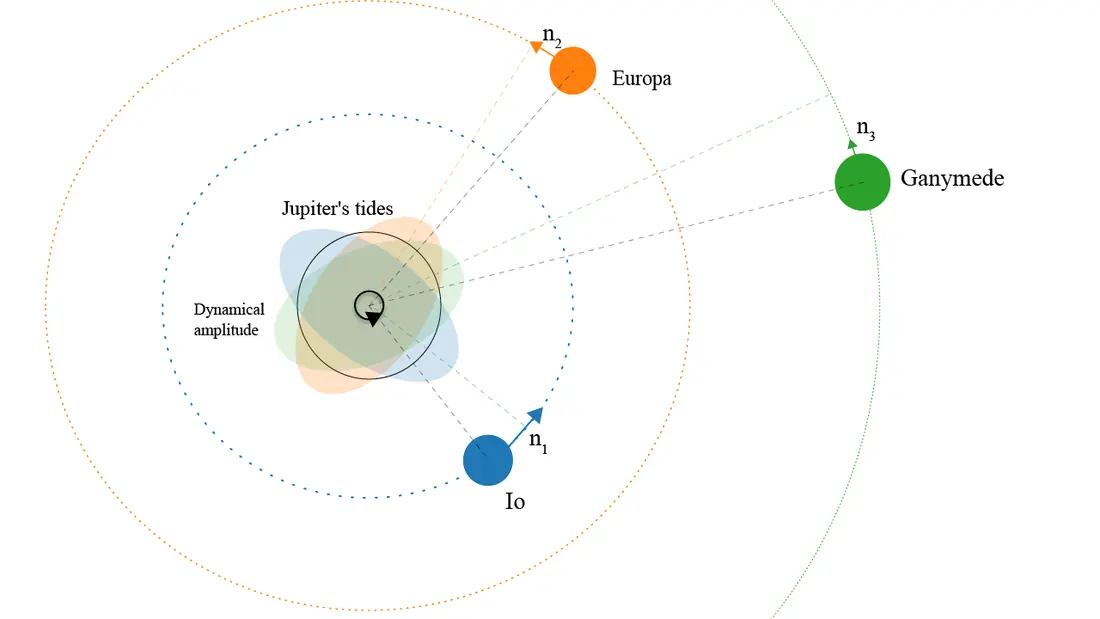 n2
Europa
n3
Ganymede
Jupiter's tides
Dynamical
amplitude
n1
Io